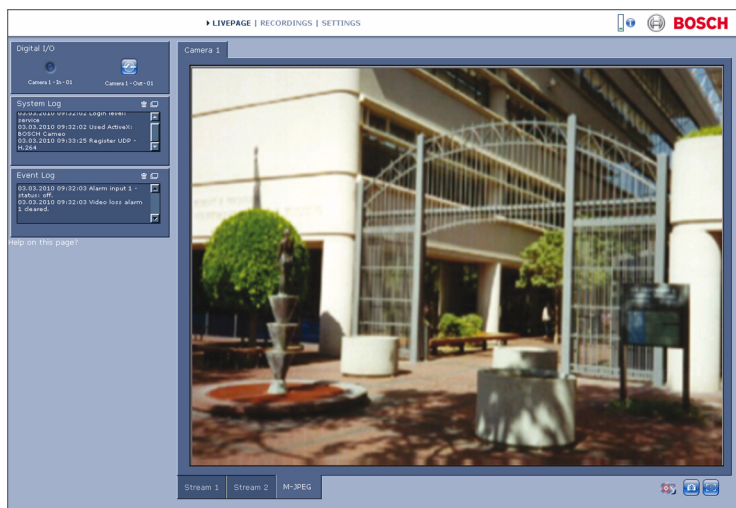 LIVEPAGE | RECORDINGS | SETTINGS
BOSCH
Digital I/O
Camera 1 - In - 01
Camera 1 - Out - 01
System Log
03.03.2010 09:32:02 Login level:
service
03.03.2010 09:32:02 Used ActiveX:
BOSCH Cameo
03.03.2010 09:33:25 Register UDP -
H.264
Event Log
03.03.2010 09:32:03 Alarm input 1 -
status: off.
03.03.2010 09:32:03 Video loss alarm
1 cleared.
Help on this page?
Camera 1
Stream 1
Stream 2
M-JPEG